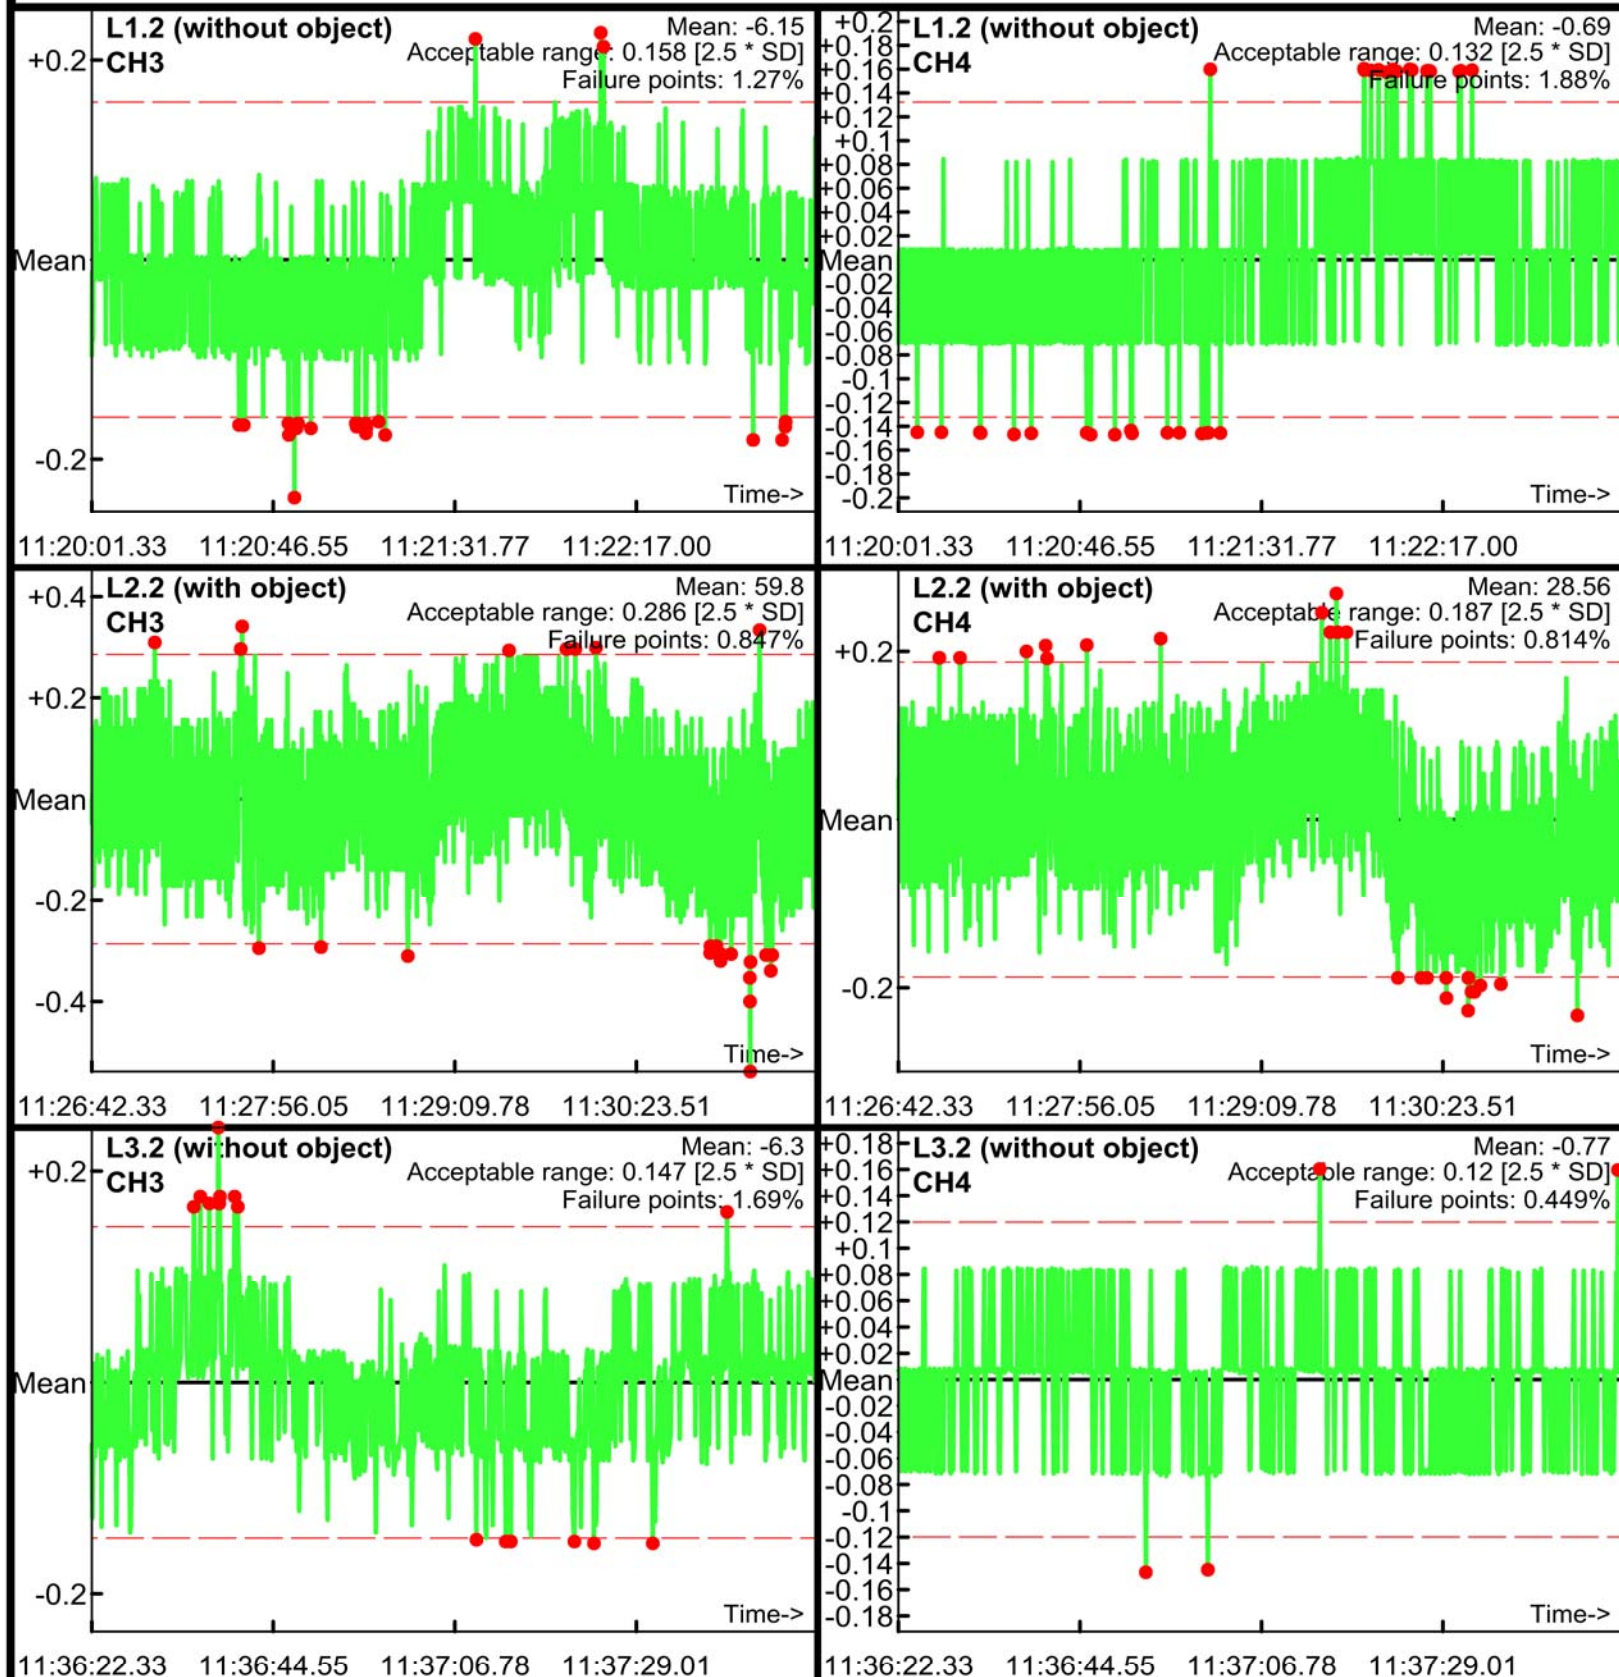 L1.2 (without object)
CH3
Mean: -6.15
Acceptable range: 0.158 [2.5 * SD]
Failure points: 1.27%
+0.2
Mean
-0.2
Time->
11:20:01.33 11:20:46.55 11:21:31.77 11:22:17.00
L1.2 (without object)
CH4
Mean: -0.69
Acceptable range: 0.132 [2.5 * SD]
Failure points: 1.88%
+0.2
+0.18
+0.16
+0.14
+0.12
+0.1
+0.08
+0.06
+0.04
+0.02
Mean
-0.02
-0.04
-0.06
-0.08
-0.1
-0.12
-0.14
-0.16
-0.18
-0.2
Time->
11:20:01.33 11:20:46.55 11:21:31.77 11:22:17.00
L2.2 (with object)
CH3
Mean: 59.8
Acceptable range: 0.286 [2.5 * SD]
Failure points: 0.847%
+0.4
+0.2
Mean
-0.2
-0.4
Time->
11:26:42.33 11:27:56.05 11:29:09.78 11:30:23.51
L2.2 (with object)
CH4
Mean: 28.56
Acceptable range: 0.187 [2.5 * SD]
Failure points: 0.814%
+0.2
Mean
-0.2
Time->
11:26:42.33 11:27:56.05 11:29:09.78 11:30:23.51
L3.2 (without object)
CH3
Mean: -6.3
Acceptable range: 0.147 [2.5 * SD]
Failure points: 1.69%
+0.2
Mean
-0.2
Time->
11:36:22.33 11:36:44.55 11:37:06.78 11:37:29.01
L3.2 (without object)
CH4
Mean: -0.77
Acceptable range: 0.12 [2.5 * SD]
Failure points: 0.449%
+0.18
+0.16
+0.14
+0.12
+0.1
+0.08
+0.06
+0.04
+0.02
Mean
-0.02
-0.04
-0.06
-0.08
-0.1
-0.12
-0.14
-0.16
-0.18
Time->
11:36:22.33 11:36:44.55 11:37:06.78 11:37:29.01